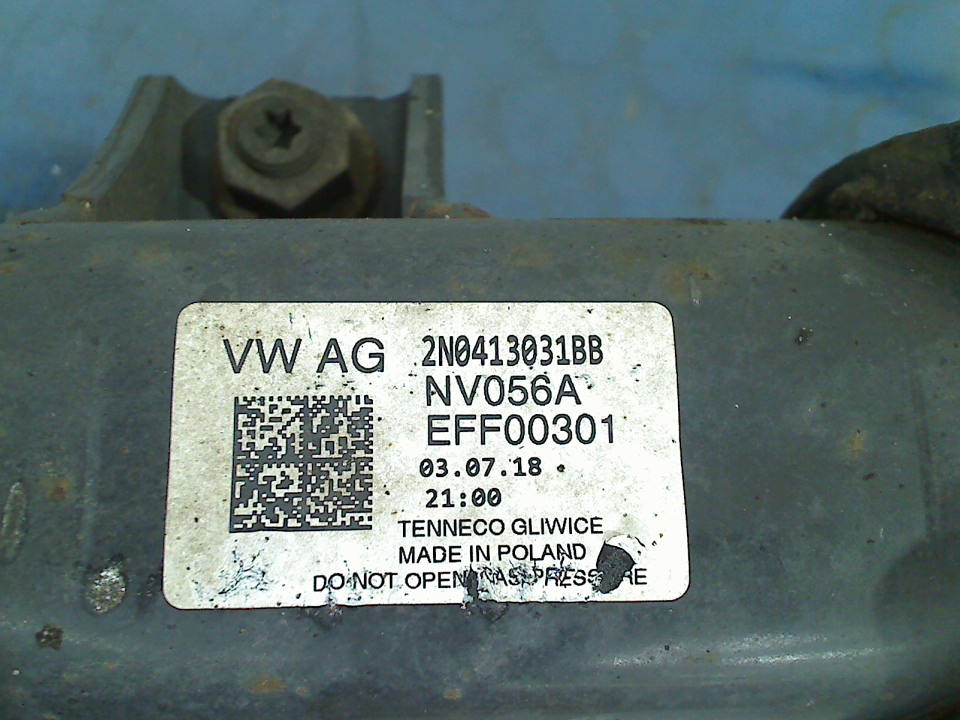 VW AG 2N0413031BB
NV056A
EFF00301
03.07.18
21:00
TENNECO GLIWICE
MADE IN POLAND
DO NOT OPEN GAS